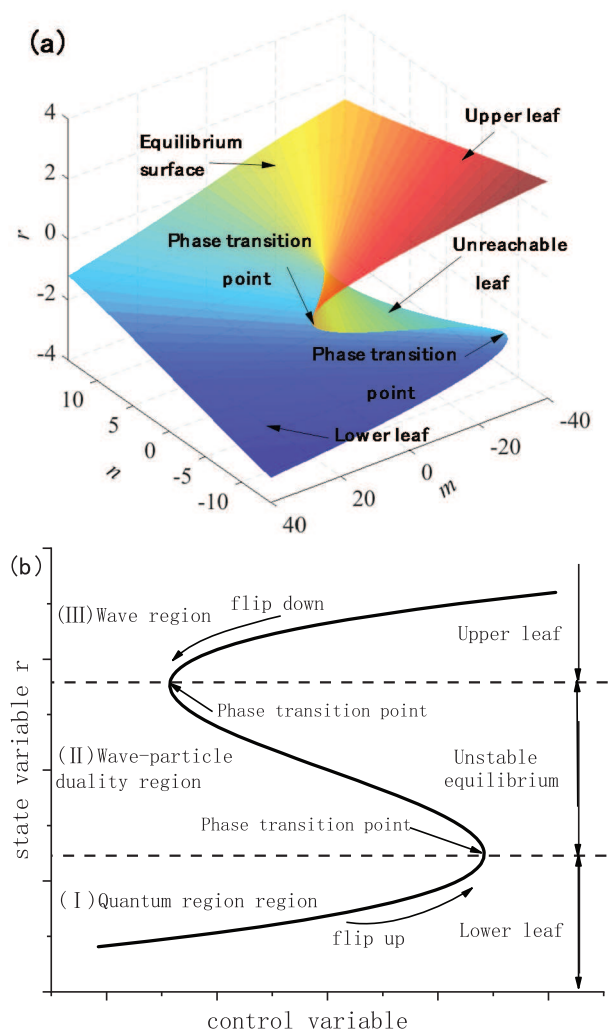 (a)
4
2
0
-2
-4
r
Upper leaf
Equilibrium
surface
Phase transition
point
Unreachable
leaf
Phase transition
point
Lower leaf
10
5
0
-5
-10
n
40
20
0
-20
-40
m
(b)
(III)Wave region
flip down
Upper leaf
Phase transition point
(II)Wave-particle
duality region
Unstable
equilibrium
Phase transition point
(I)Quantum region region
flip up
Lower leaf
state variable r
control variable